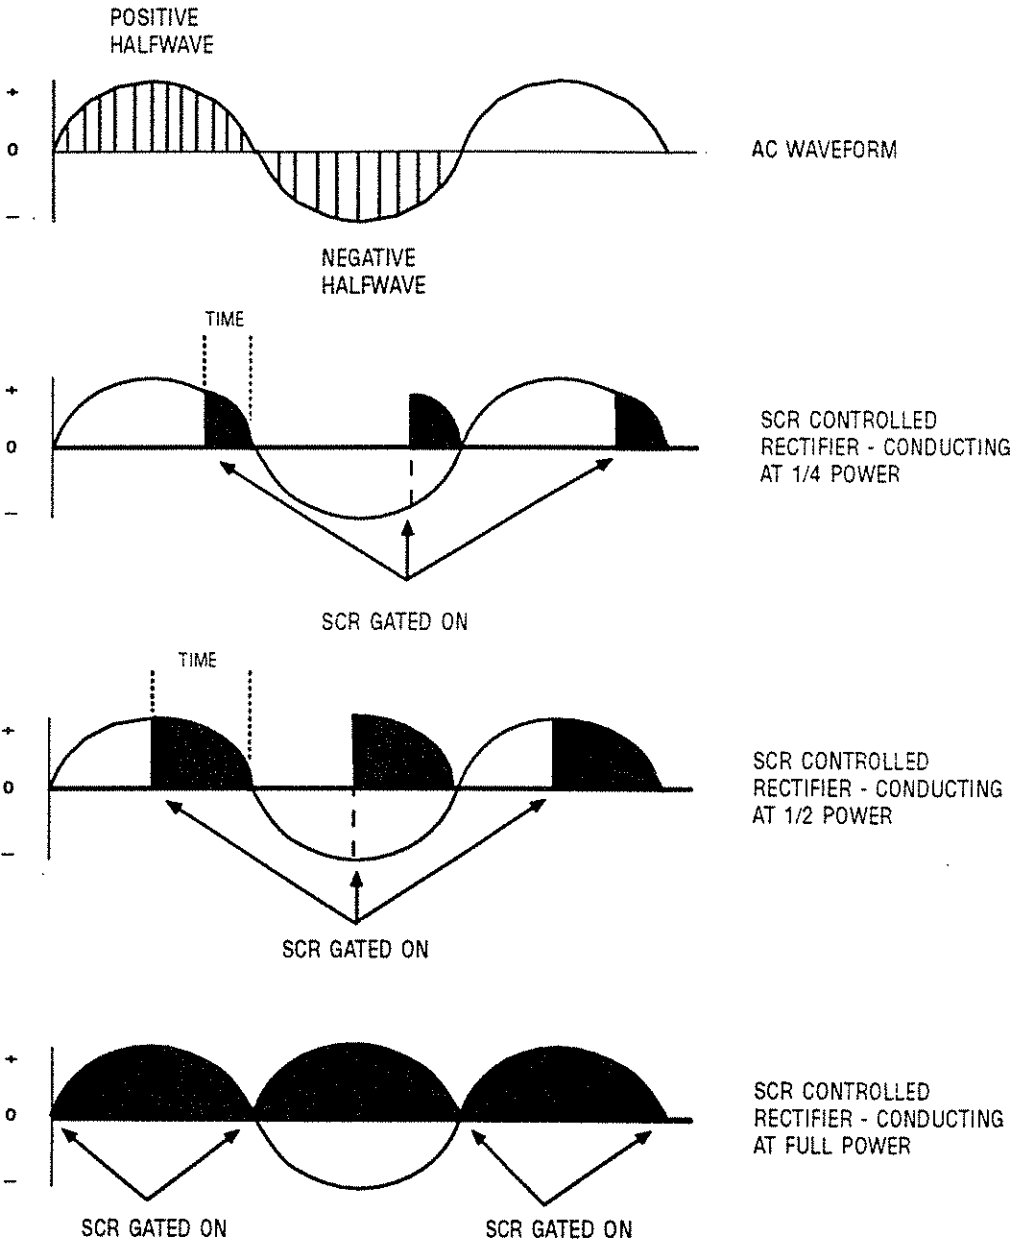 POSITIVE
HALFWAVE
+
0
–
AC WAVEFORM
NEGATIVE
HALFWAVE
TIME
+
0
–
SCR CONTROLLED
RECTIFIER - CONDUCTING
AT 1/4 POWER
SCR GATED ON
TIME
+
0
–
SCR CONTROLLED
RECTIFIER - CONDUCTING
AT 1/2 POWER
SCR GATED ON
+
0
–
SCR CONTROLLED
RECTIFIER - CONDUCTING
AT FULL POWER
SCR GATED ON
SCR GATED ON